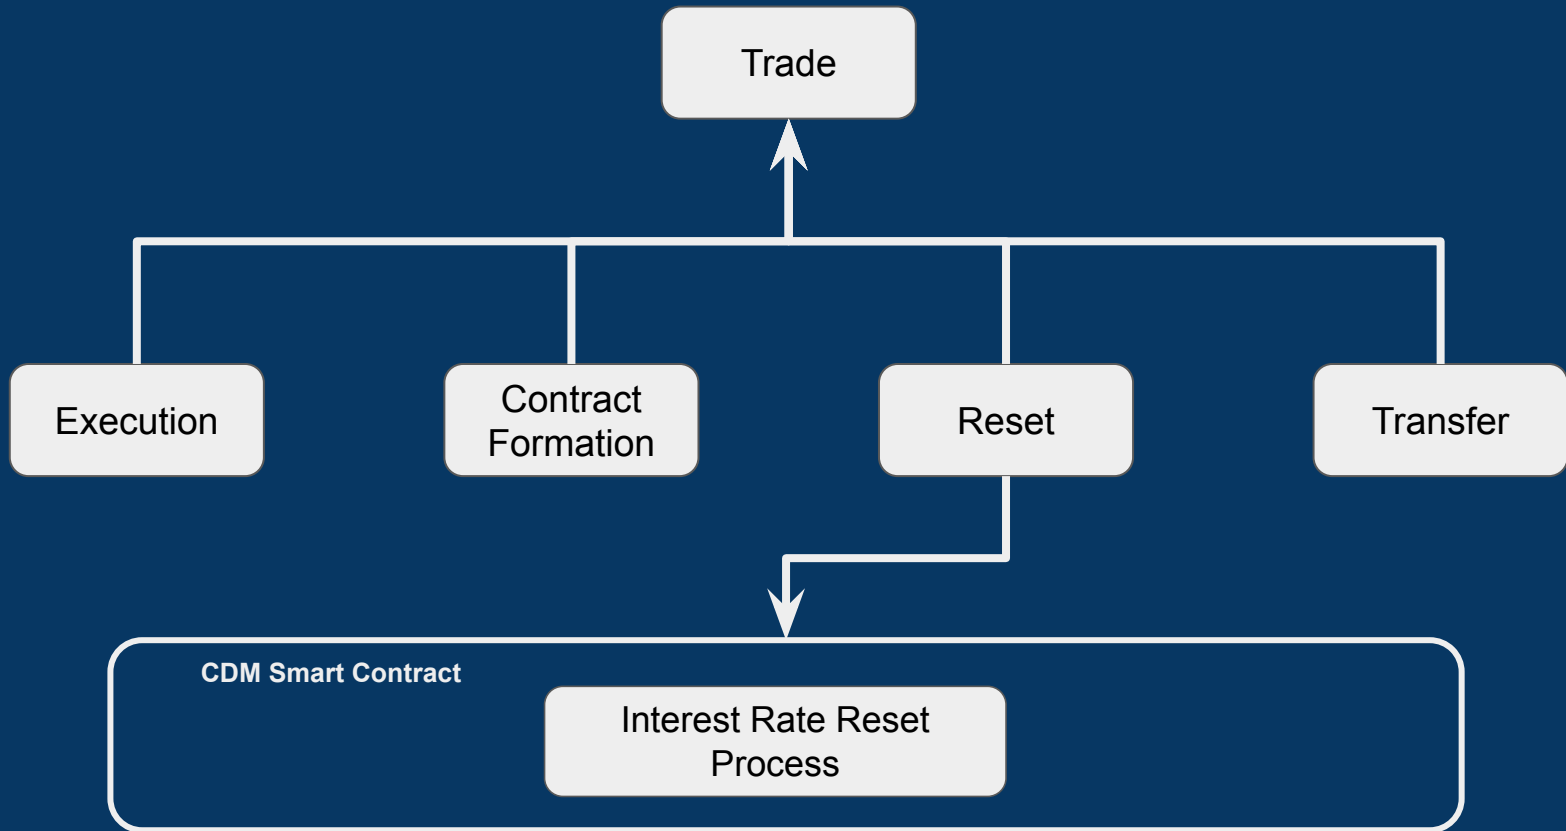 Trade
Execution
Contract
Formation
Reset
Transfer
CDM Smart Contract
Interest Rate Reset
Process